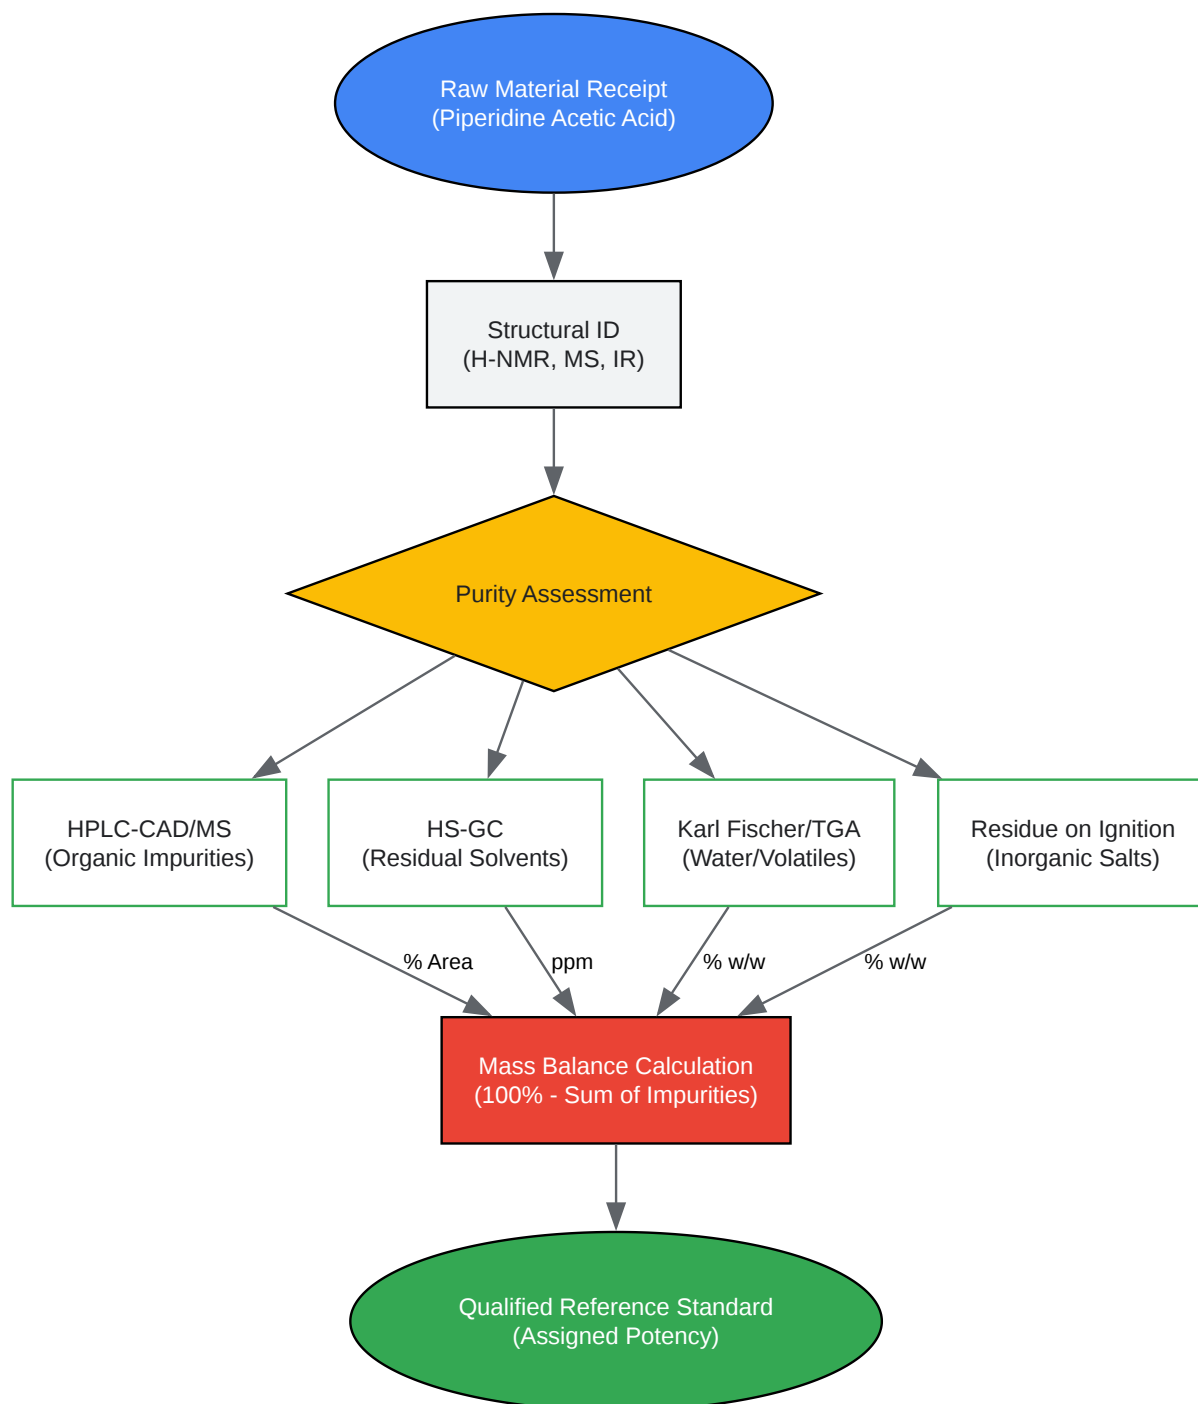 Raw Material Receipt
(Piperidine Acetic Acid)
Structural ID
(H-NMR, MS, IR)
Purity Assessment
HPLC-CAD/MS
(Organic Impurities)
HS-GC
(Residual Solvents)
Karl Fischer/TGA
(Water/Volatiles)
Residue on Ignition
(Inorganic Salts)
% Area
ppm
% w/w
% w/w
Mass Balance Calculation
(100% - Sum of Impurities)
Qualified Reference Standard
(Assigned Potency)